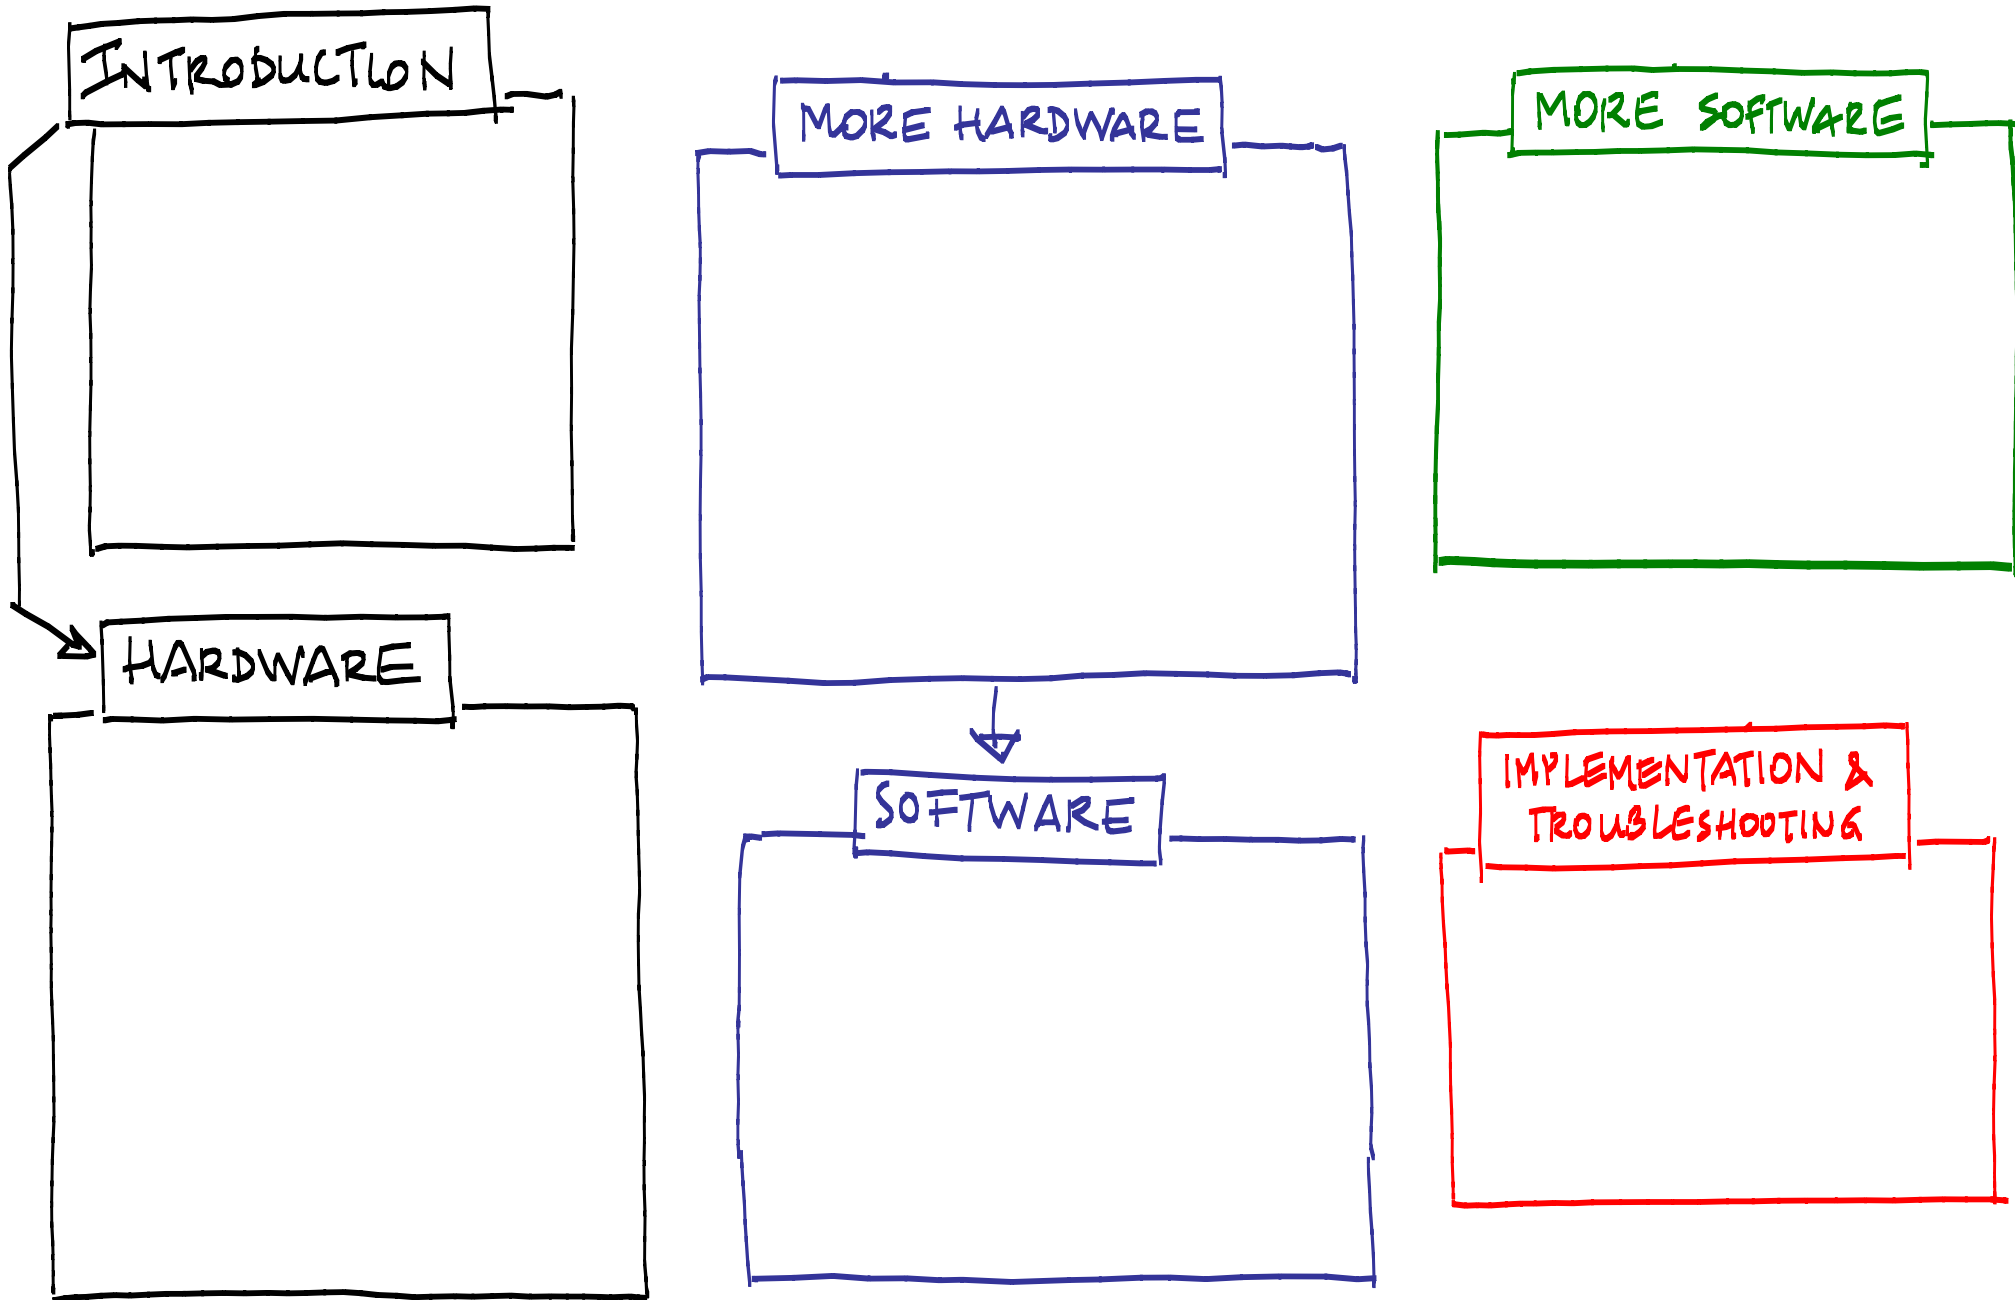 INTRODUCTION
HARDWARE
MORE HARDWARE
SOFTWARE
MORE SOFTWARE
IMPLEMENTATION &
TROUBLESHOOTING